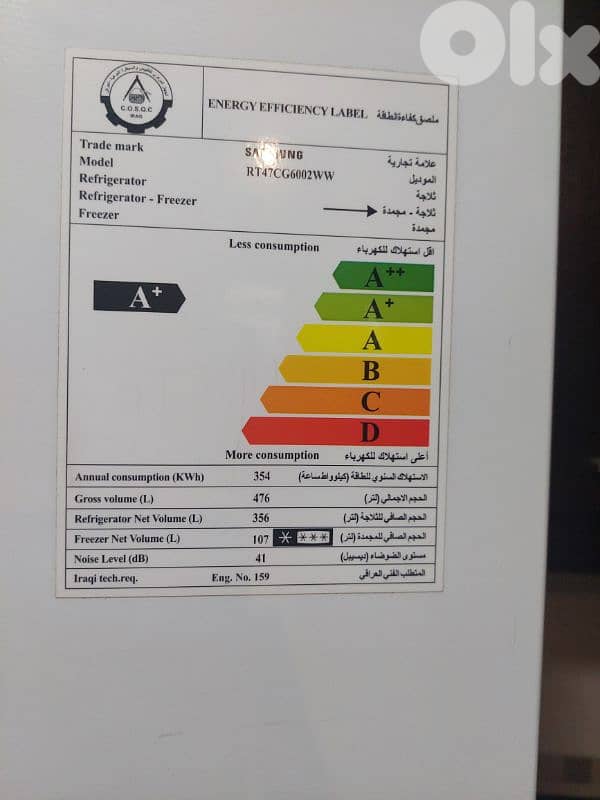 olx
C.O.S.Q.C
IRAQ
ENERGY EFFICIENCY LABEL ملصق كفاءة الطاقة
Trade mark SAMSUNG علامة تجارية
Model RT47CG6002WW الموديل
Refrigerator ثلاجة
Refrigerator - Freezer ثلاجة - مجمدة
Freezer مجمدة
Less consumption اقل استهلاك للكهرباء
A++
A+ A+
A
B
C
D
More consumption أعلى استهلاك للكهرباء
Annual consumption (KWh) 354 الاستهلاك السنوي للطاقة (كيلوواط ساعة)
Gross volume (L) 476 الحجم الاجمالي (لتر)
Refrigerator Net Volume (L) 356 الحجم الصافي للثلاجة (لتر)
Freezer Net Volume (L) 107 الحجم الصافي للمجمدة (لتر)
Noise Level (dB) 41 مستوى الضوضاء (ديسيبل)
Iraqi tech.req. Eng. No. 159 المتطلب الفني العراقي